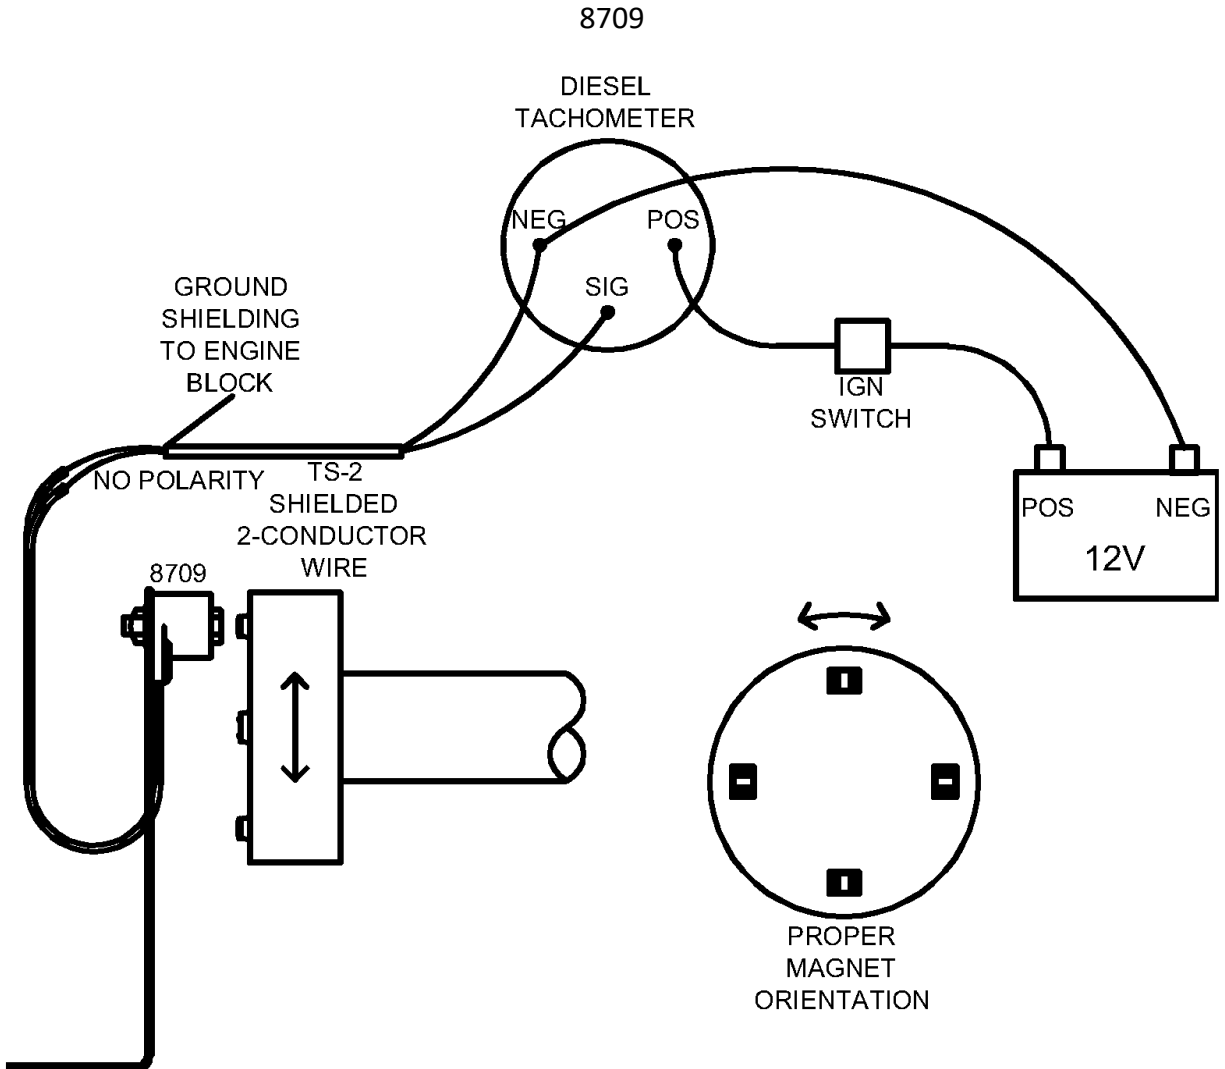 8709
DIESEL
TACHOMETER
NEG
POS
SIG
GROUND
SHIELDING
TO ENGINE
BLOCK
IGN
SWITCH
NO POLARITY
TS-2
SHIELDED
2-CONDUCTOR
WIRE
POS
NEG
12V
8709
PROPER
MAGNET
ORIENTATION